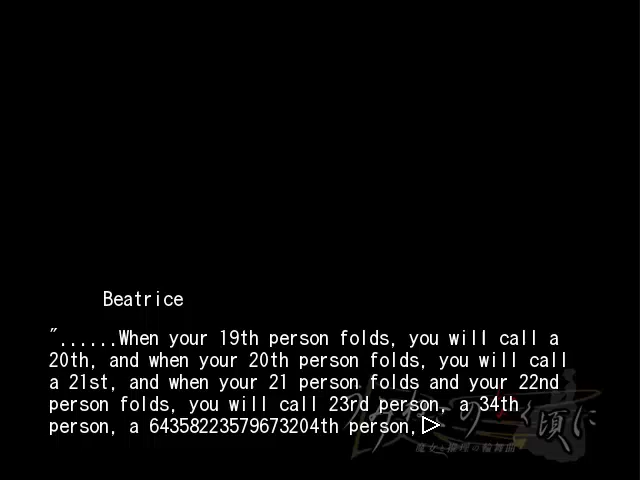 Beatrice
"......When your 19th person folds, you will call a
20th, and when your 20th person folds, you will call
a 21st, and when your 21 person folds and your 22nd
person folds, you will call 23rd person, a 34th
person, a 64358223579673204th person,